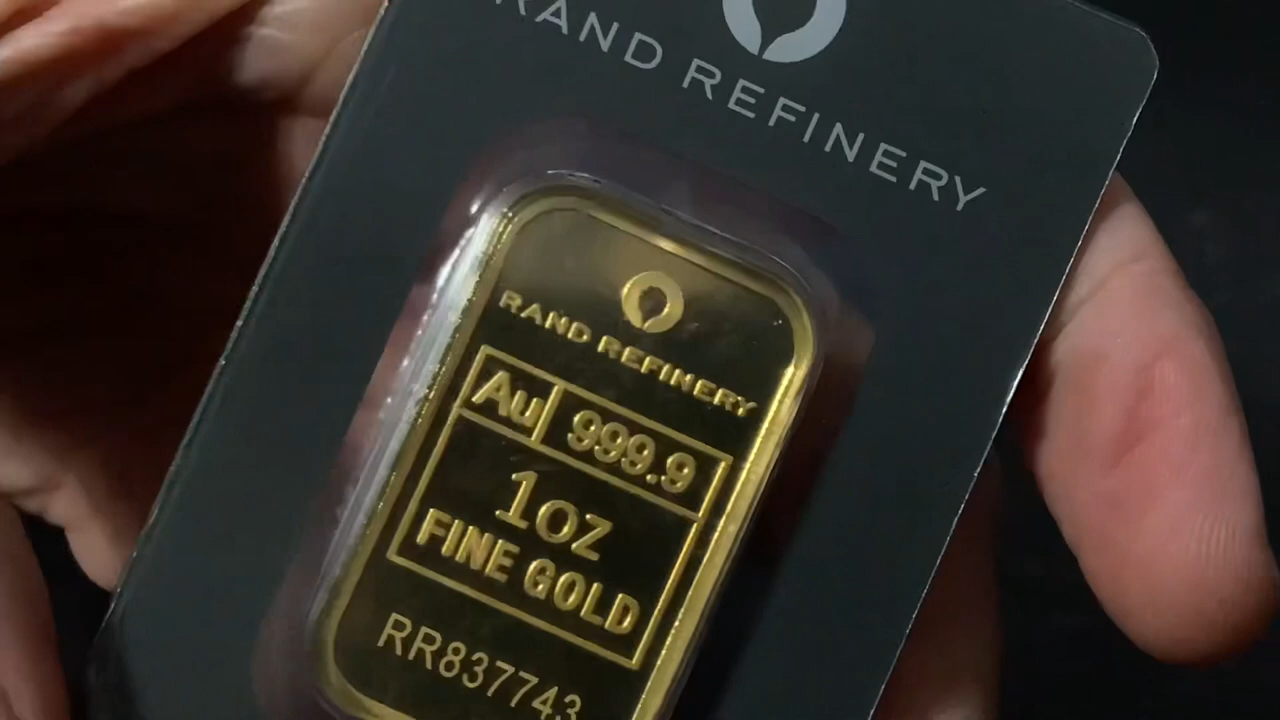 RAND REFINERY
RAND REFINERY
Au 999.9
1OZ
FINE GOLD
RR837743